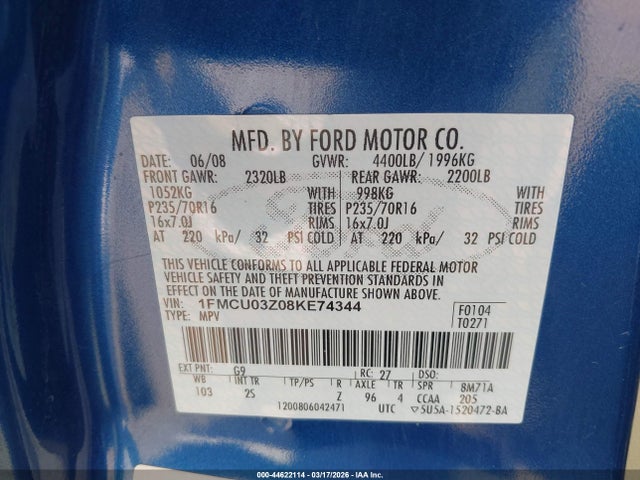 MFD. BY FORD MOTOR CO.
DATE: 06/08 GVWR: 4400LB/ 1996KG
FRONT GAWR: 2320LB REAR GAWR: 2200LB
1052KG WITH 998KG WITH
P235/70R16 TIRES P235/70R16 TIRES
16x7.0J RIMS 16x7.0J RIMS
AT 220 kPa/ 32 PSI COLD AT 220 kPa/ 32 PSI COLD
THIS VEHICLE CONFORMS TO ALL APPLICABLE FEDERAL MOTOR
VEHICLE SAFETY AND THEFT PREVENTION STANDARDS IN
EFFECT ON THE DATE OF MANUFACTURE SHOWN ABOVE.
VIN: 1FMCU03Z08KE74344 F0104
TYPE: MPV T0271
EXT PNT: G9 RC: 27 DSO:
WB INT TR TP/PS R AXLE TR SPR 8M71A
103 2S Z 96 4 CCAA 205
1200806042471 UTC ▽5U5A-1520472-BA
Ford
000-44622114 - 03/17/2026 - IAA Inc.